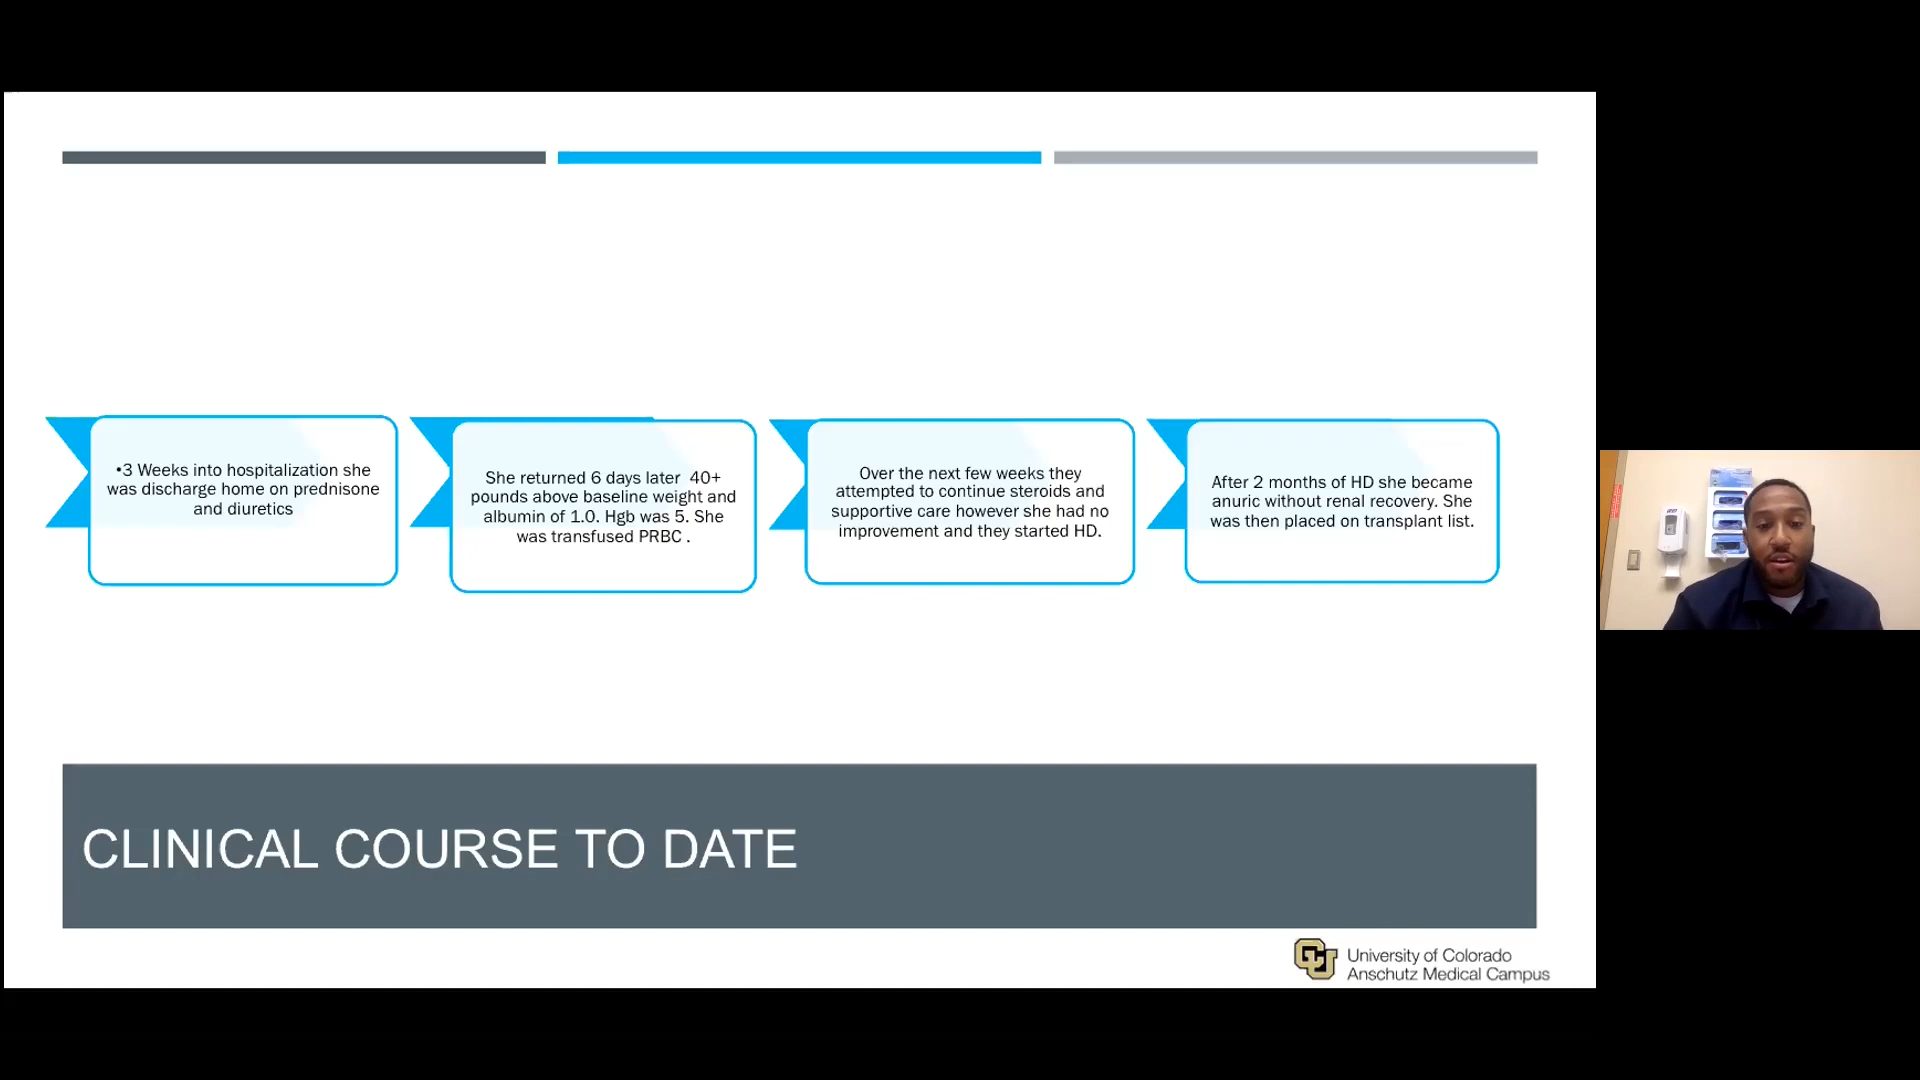 •3 Weeks into hospitalization she
was discharge home on prednisone
and diuretics
She returned 6 days later 40+
pounds above baseline weight and
albumin of 1.0. Hgb was 5. She
was transfused PRBC .
Over the next few weeks they
attempted to continue steroids and
supportive care however she had no
improvement and they started HD.
After 2 months of HD she became
anuric without renal recovery. She
was then placed on transplant list.
CLINICAL COURSE TO DATE
CU
University of Colorado
Anschutz Medical Campus